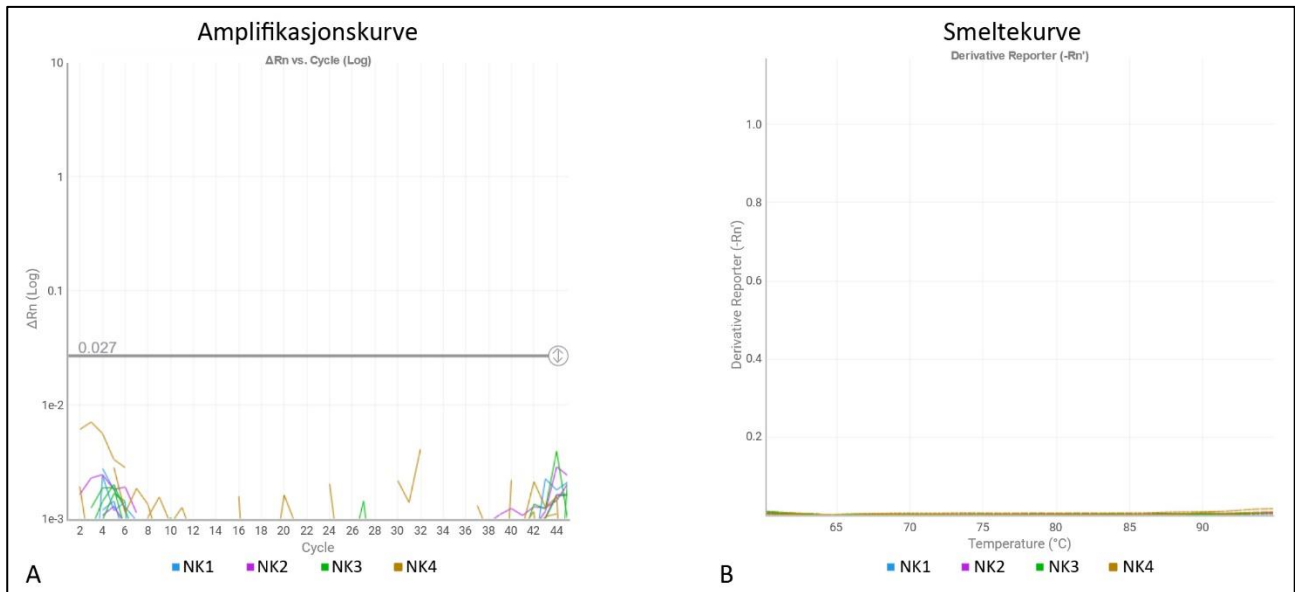 Amplifikasjonskurve
ΔRn vs. Cycle (Log)
10
1
0.1
0.027
1e-2
1e-3
ΔRn (Log)
2 4 6 8 10 12 14 16 18 20 22 24 26 28 30 32 34 36 38 40 42 44
Cycle
NK1 NK2 NK3 NK4
A
Smeltekurve
Derivative Reporter (-Rn')
1.0
0.8
0.6
0.4
0.2
Derivative Reporter (-Rn')
65 70 75 80 85 90
Temperature (°C)
NK1 NK2 NK3 NK4
B